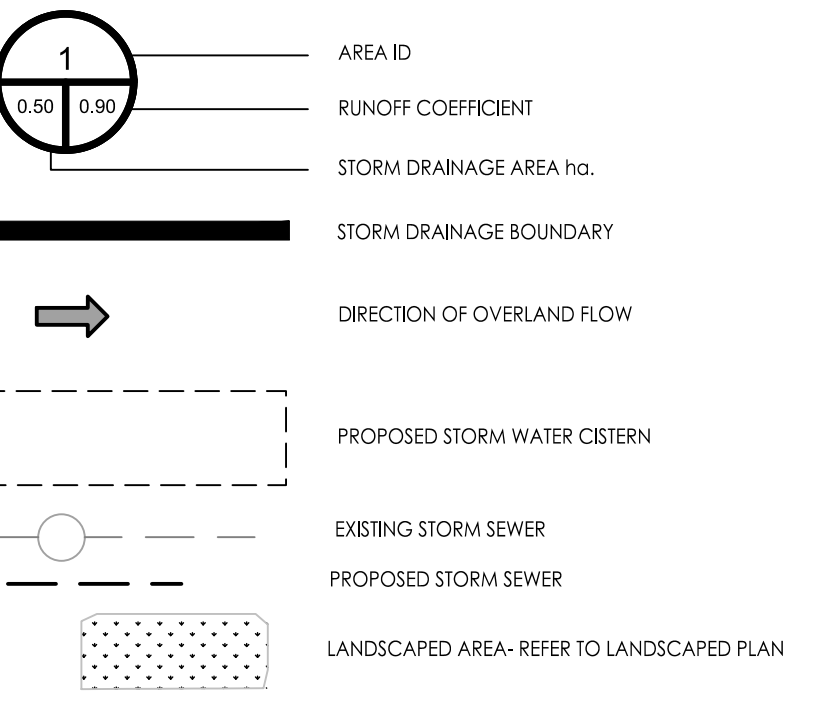 1
0.50 0.90
AREA ID
RUNOFF COEFFICIENT
STORM DRAINAGE AREA ha.
STORM DRAINAGE BOUNDARY
DIRECTION OF OVERLAND FLOW
PROPOSED STORM WATER CISTERN
EXISTING STORM SEWER
PROPOSED STORM SEWER
LANDSCAPED AREA- REFER TO LANDSCAPED PLAN